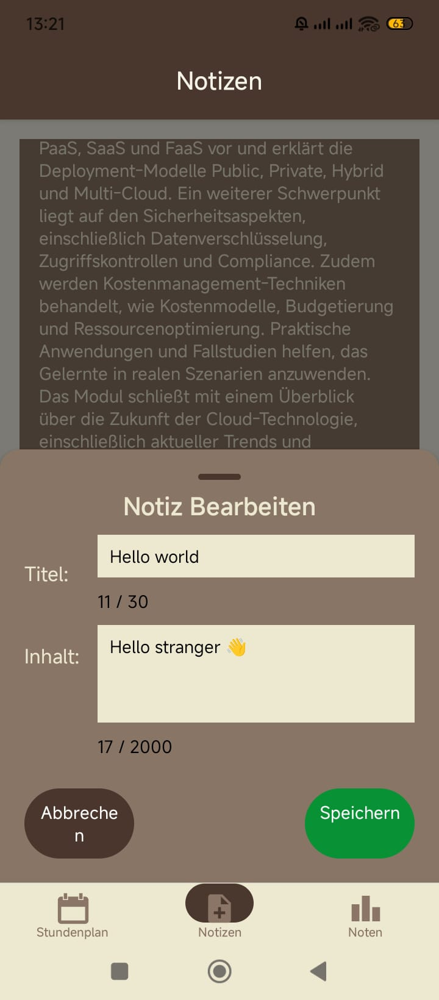 13:21
63
Notizen
PaaS, SaaS und FaaS vor und erklärt die
Deployment-Modelle Public, Private, Hybrid
und Multi-Cloud. Ein weiterer Schwerpunkt
liegt auf den Sicherheitsaspekten,
einschließlich Datenverschlüsselung,
Zugriffskontrollen und Compliance. Zudem
werden Kostenmanagement-Techniken
behandelt, wie Kostenmodelle, Budgetierung
und Ressourcenoptimierung. Praktische
Anwendungen und Fallstudien helfen, das
Gelernte in realen Szenarien anzuwenden.
Das Modul schließt mit einem Überblick
über die Zukunft der Cloud-Technologie,
einschließlich aktueller Trends und
Notiz Bearbeiten
Titel:
Hello world
11 / 30
Inhalt:
Hello stranger 👋
17 / 2000
Abbreche
n
Speichern
Stundenplan
Notizen
Noten